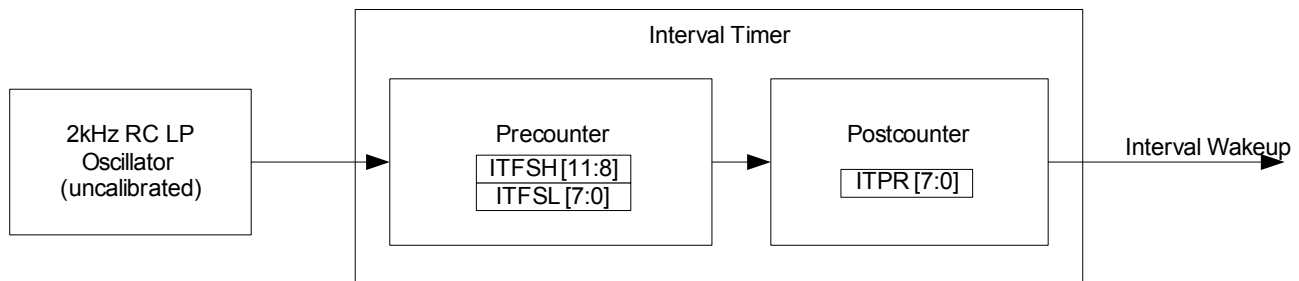 Interval Timer
2kHz RC LP
Oscillator
(uncalibrated)
Precounter
ITFSH[11:8]
ITFSL[7:0]
Postcounter
ITPR[7:0]
Interval Wakeup